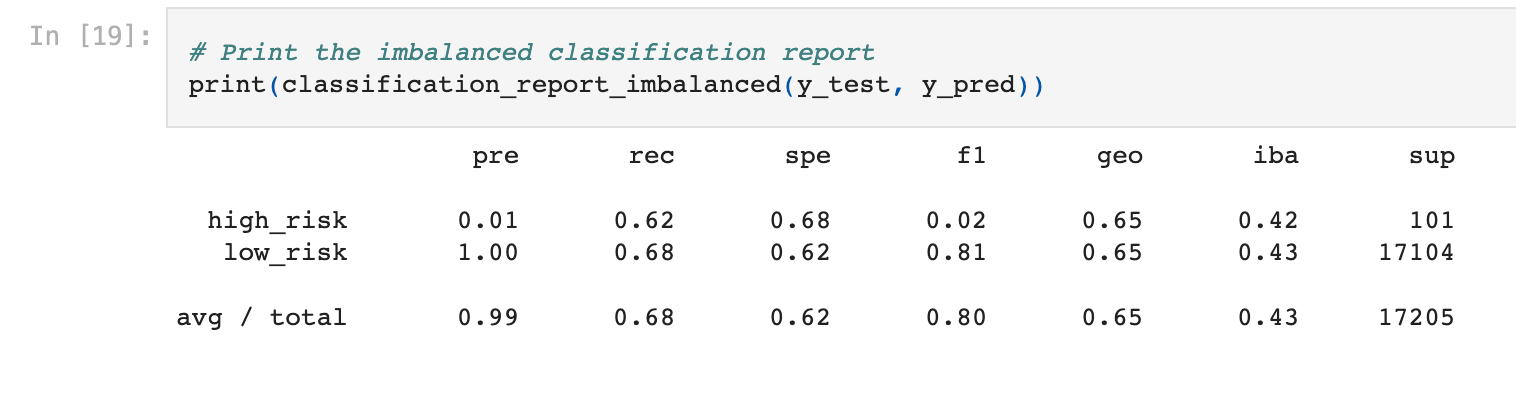 In [19]:
# Print the imbalanced classification report
print(classification_report_imbalanced(y_test, y_pred))
pre rec spe f1 geo iba sup
high_risk 0.01 0.62 0.68 0.02 0.65 0.42 101
low_risk 1.00 0.68 0.62 0.81 0.65 0.43 17104
avg / total 0.99 0.68 0.62 0.80 0.65 0.43 17205